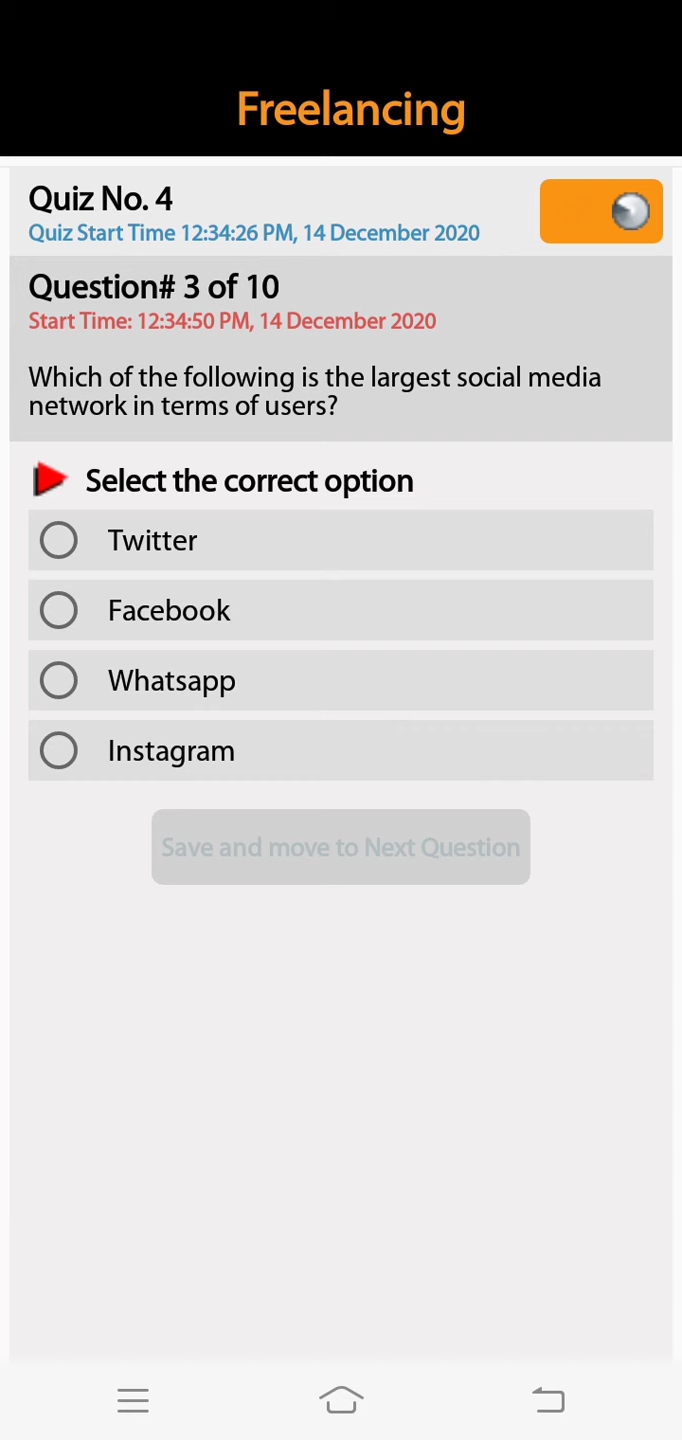 Freelancing
Quiz No. 4
Quiz Start Time 12:34:26 PM, 14 December 2020
Question# 3 of 10
Start Time: 12:34:50 PM, 14 December 2020
Which of the following is the largest social media
network in terms of users?
Select the correct option
Twitter
Facebook
Whatsapp
Instagram
Save and move to Next Question